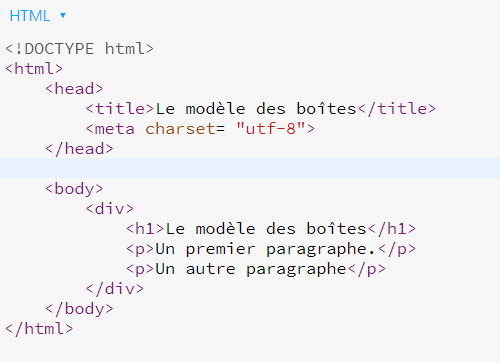 HTML ▾
<!DOCTYPE html>
<html>
    <head>
        <title>Le modèle des boîtes</title>
        <meta charset= "utf-8">
    </head>

    <body>
        <div>
            <h1>Le modèle des boîtes</h1>
            <p>Un premier paragraphe.</p>
            <p>Un autre paragraphe</p>
        </div>
    </body>
</html>